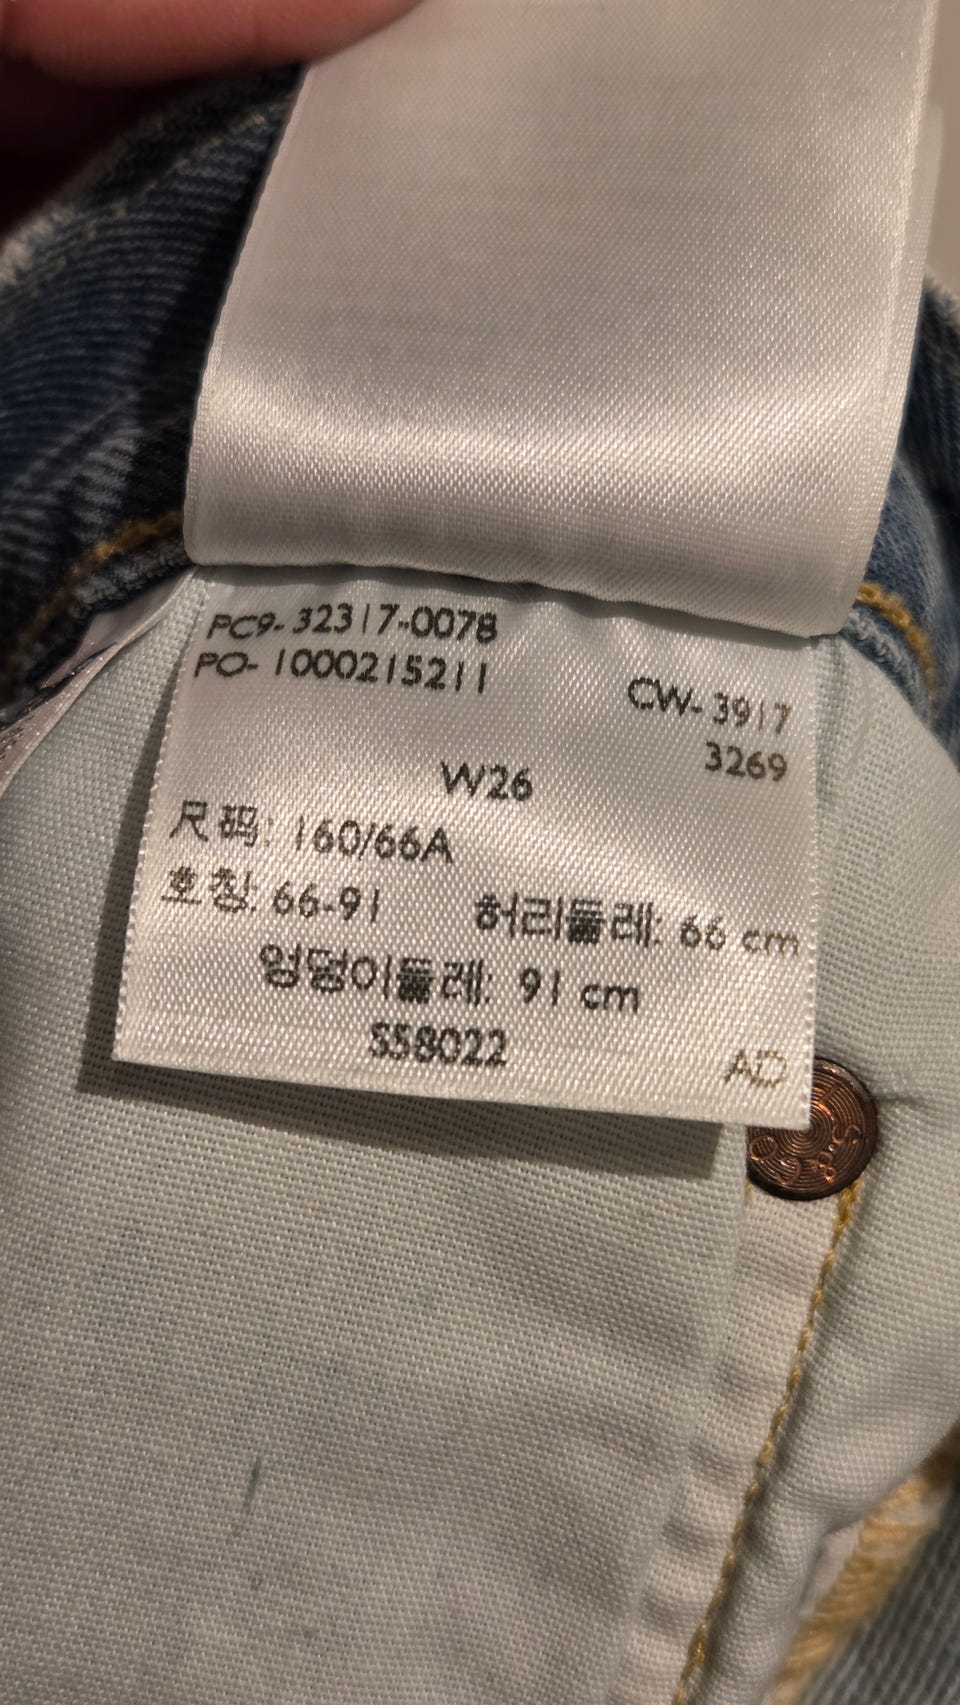 PC9-32317-0078
PO-1000215211
CW-3917
3269
W26
尺码: 160/66A
호칭: 66-91 허리둘레: 66 cm
엉덩이둘레: 91 cm
S58022
AD